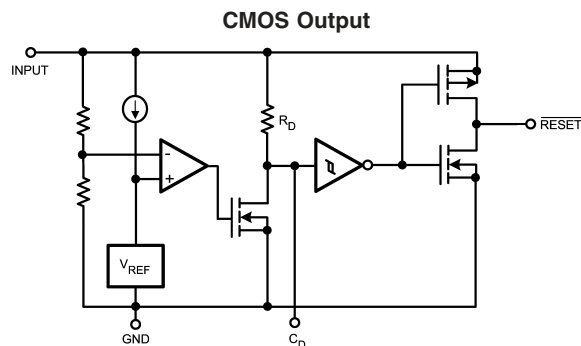 CMOS Output
INPUT
R_D
RESET
-
+
V_REF
GND
C_D